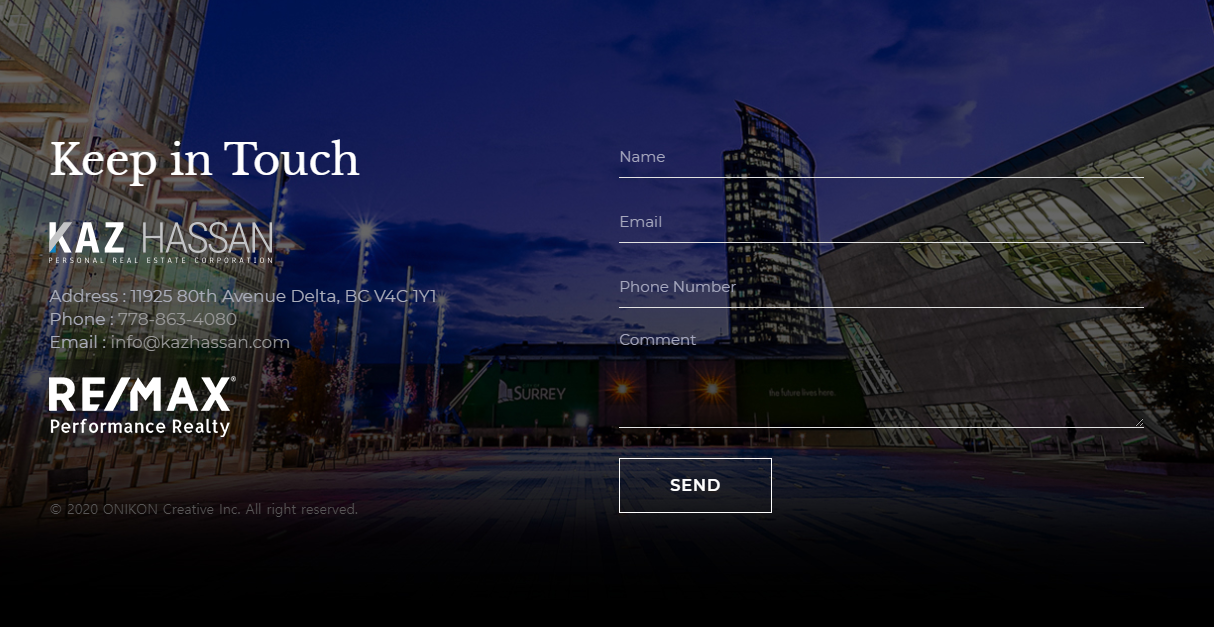 Keep in Touch
KAZ HASSAN
PERSONAL REAL ESTATE CORPORATION
Address : 11925 80th Avenue Delta, BC V4C 1Y1
Phone : 778-863-4080
Email : info@kazhassan.com
RE/MAX®
Performance Realty
© 2020 ONIKON Creative Inc. All right reserved.
Name
Email
Phone Number
Comment
SURREY
the future lives here.
SEND